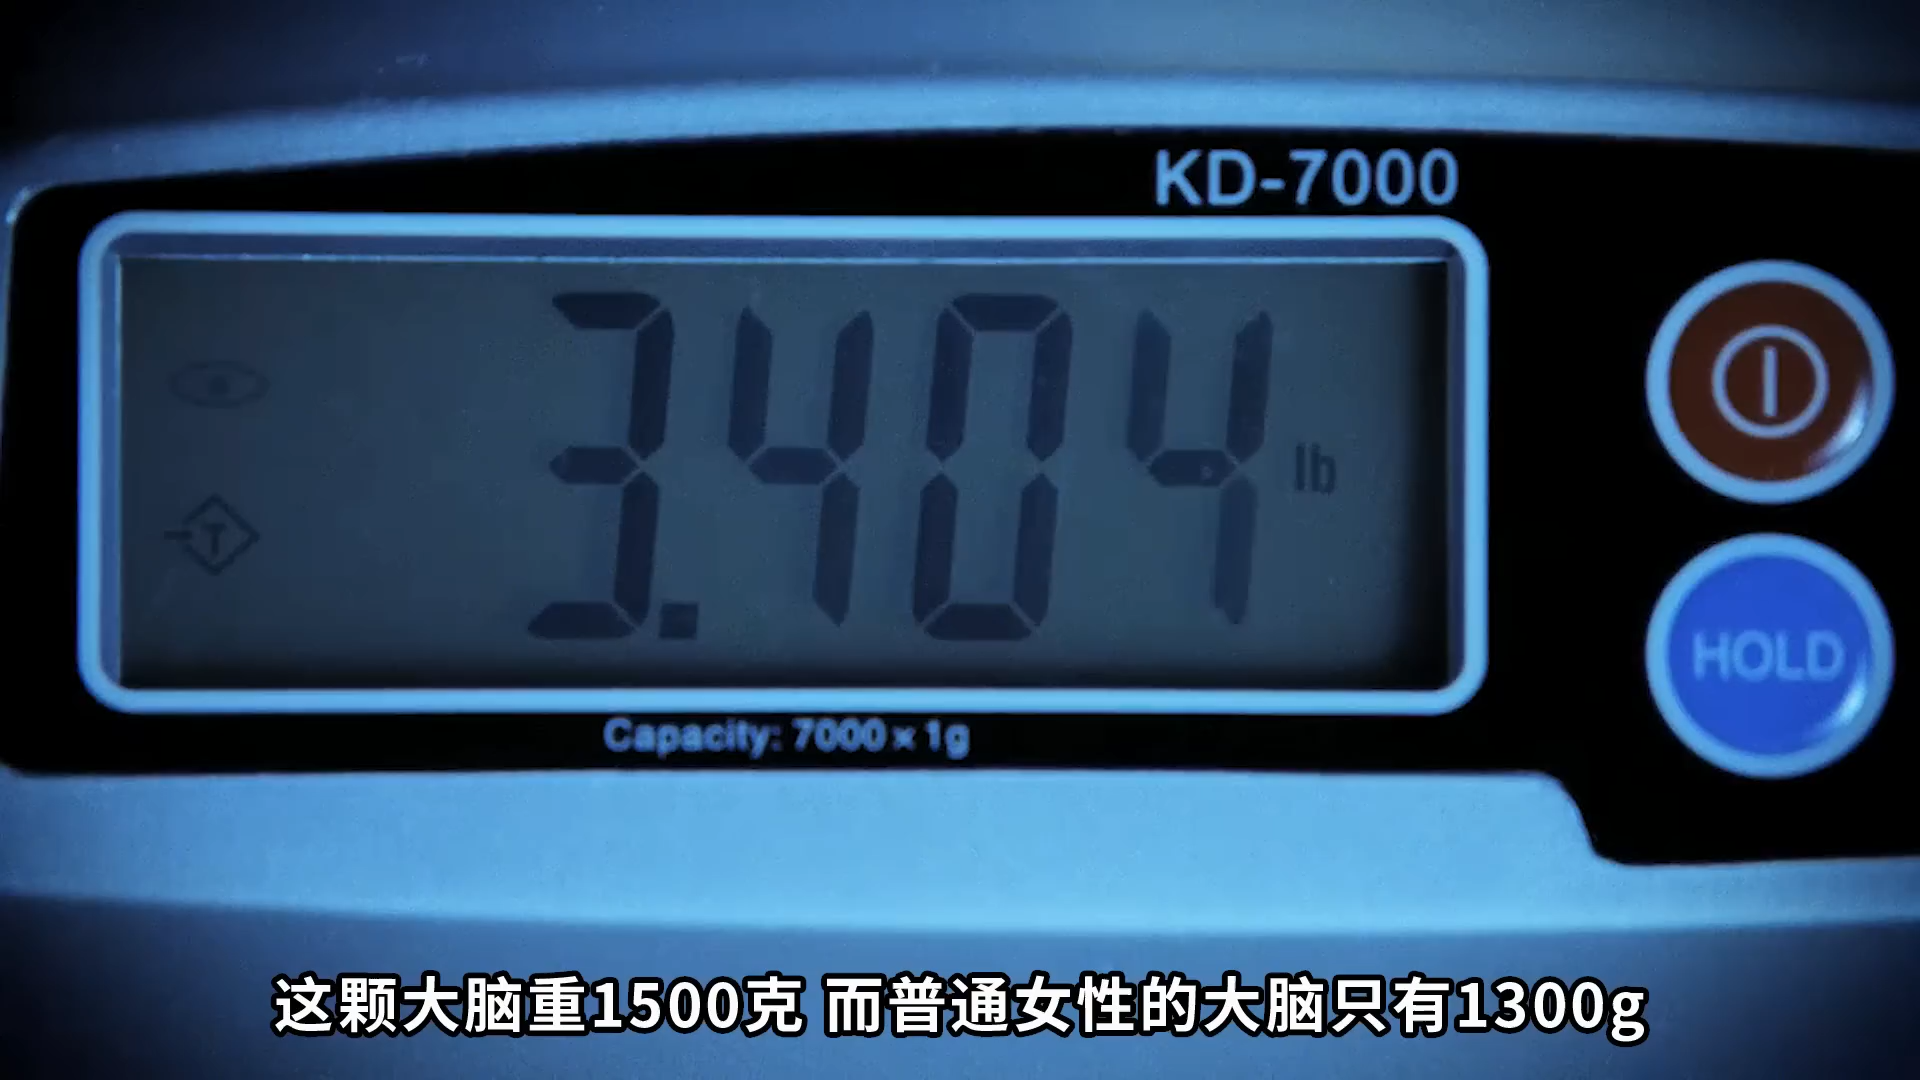 KD-7000
3.404 lb
T
HOLD
Capacity: 7000 x 1g
这颗大脑重1500克 而普通女性的大脑只有1300g